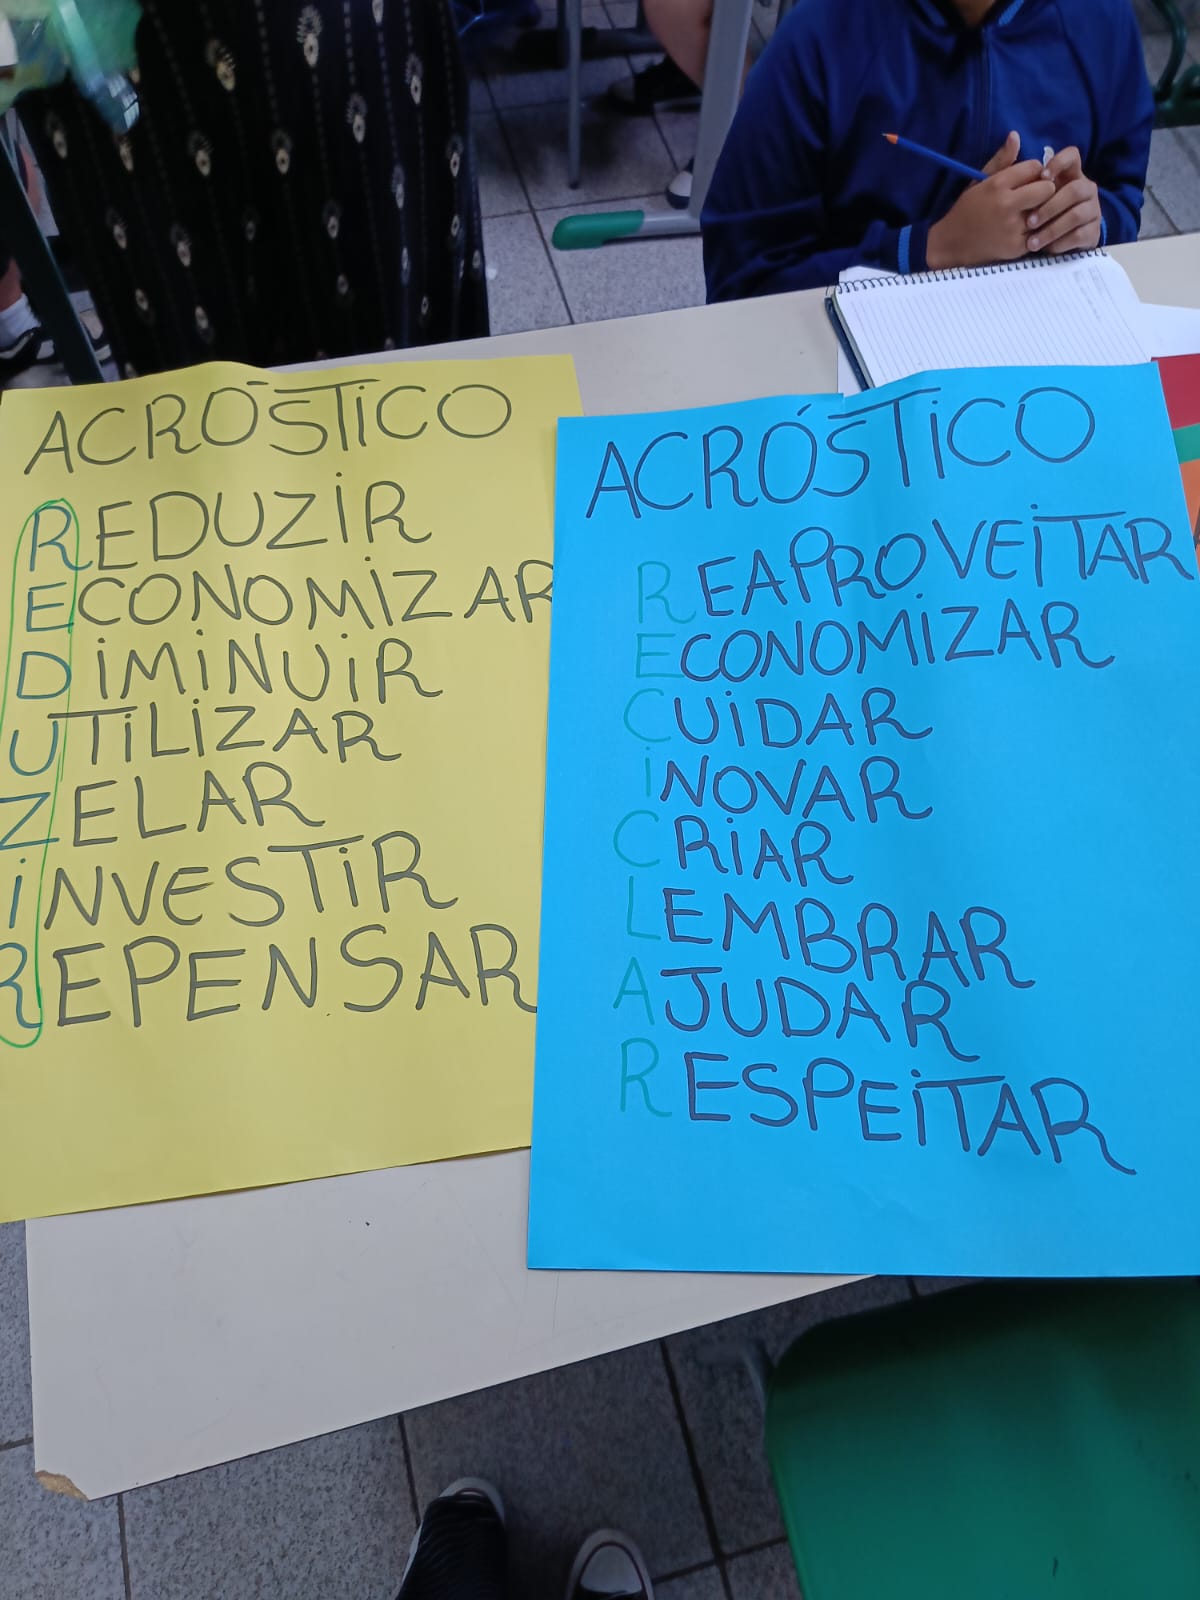 ACRÓSTICO
REDUZIR
ECONOMIZAR
DIMINUIR
UTILIZAR
ZELAR
INVESTIR
REPENSAR
ACRÓSTICO
REAPROVEITAR
ECONOMIZAR
CUIDAR
INOVAR
CRIAR
LEMBRAR
AJUDAR
RESPEITAR